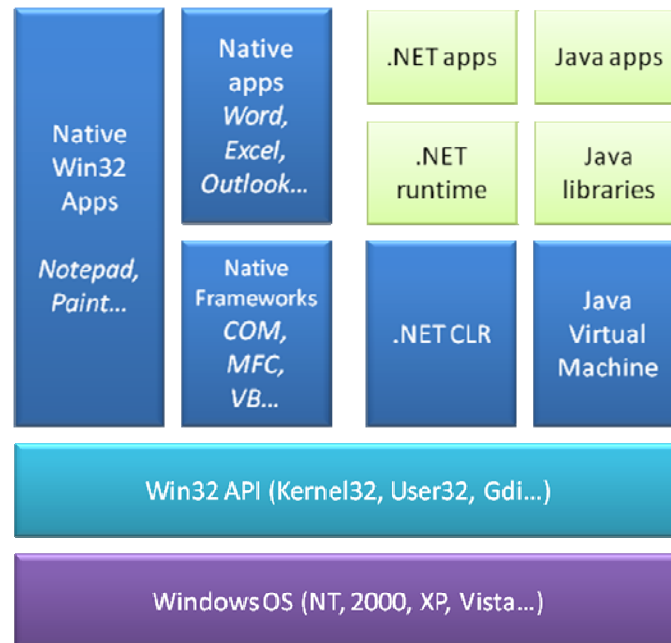 Native
Win32
Apps
Notepad,
Paint...
Native
apps
Word,
Excel,
Outlook...
.NET apps
Java apps
.NET
runtime
Java
libraries
Native
Frameworks
COM,
MFC,
VB...
.NET CLR
Java
Virtual
Machine
Win32 API (Kernel32, User32, Gdi...)
Windows OS (NT, 2000, XP, Vista...)